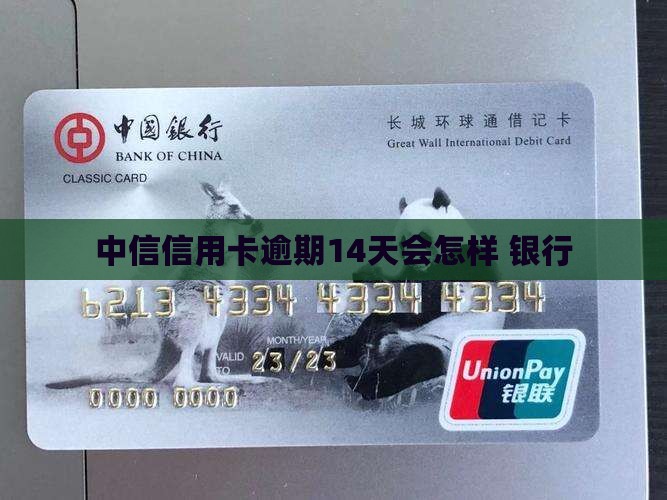 中国銀行
BANK OF CHINA
CLASSIC CARD
长城环球通借记卡
Great Wall International Debit Card
中信信用卡逾期14天会怎样 银行
6213 4334 4334 4334
MONTH/YEAR
VALID TO 23/23
0000 0000
UnionPay
银联